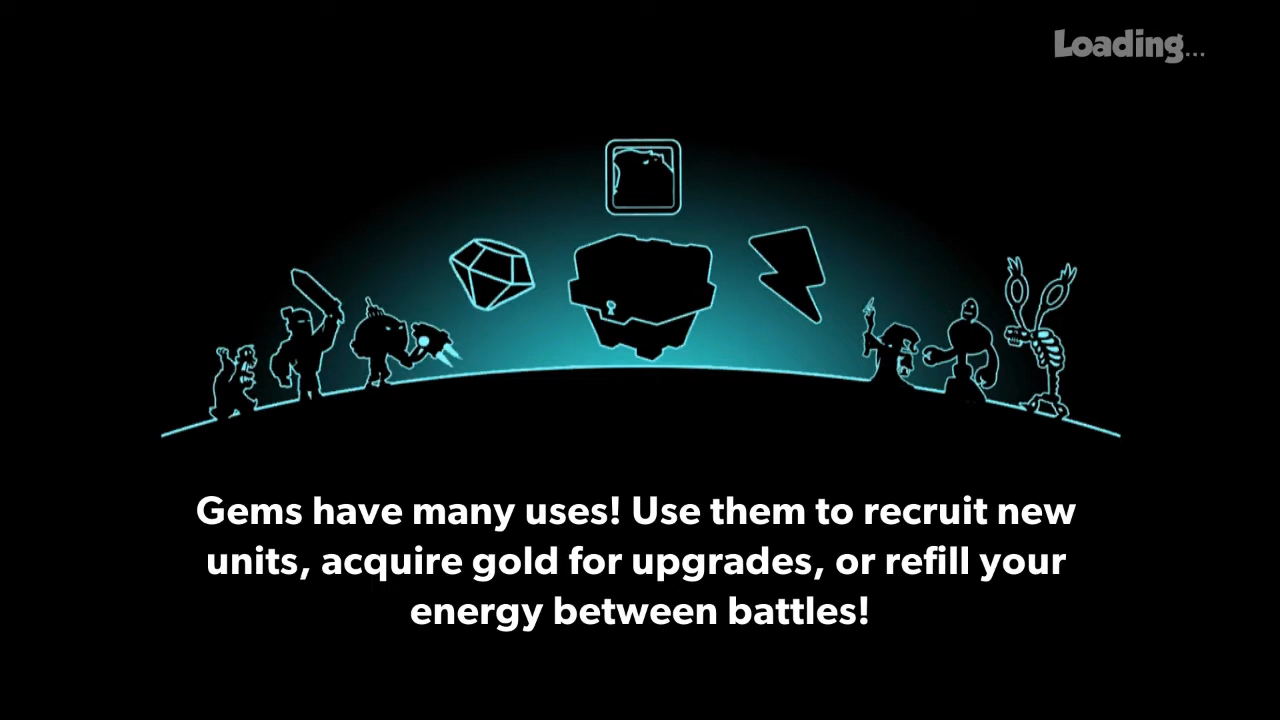 Loading...
Gems have many uses! Use them to recruit new
units, acquire gold for upgrades, or refill your
energy between battles!